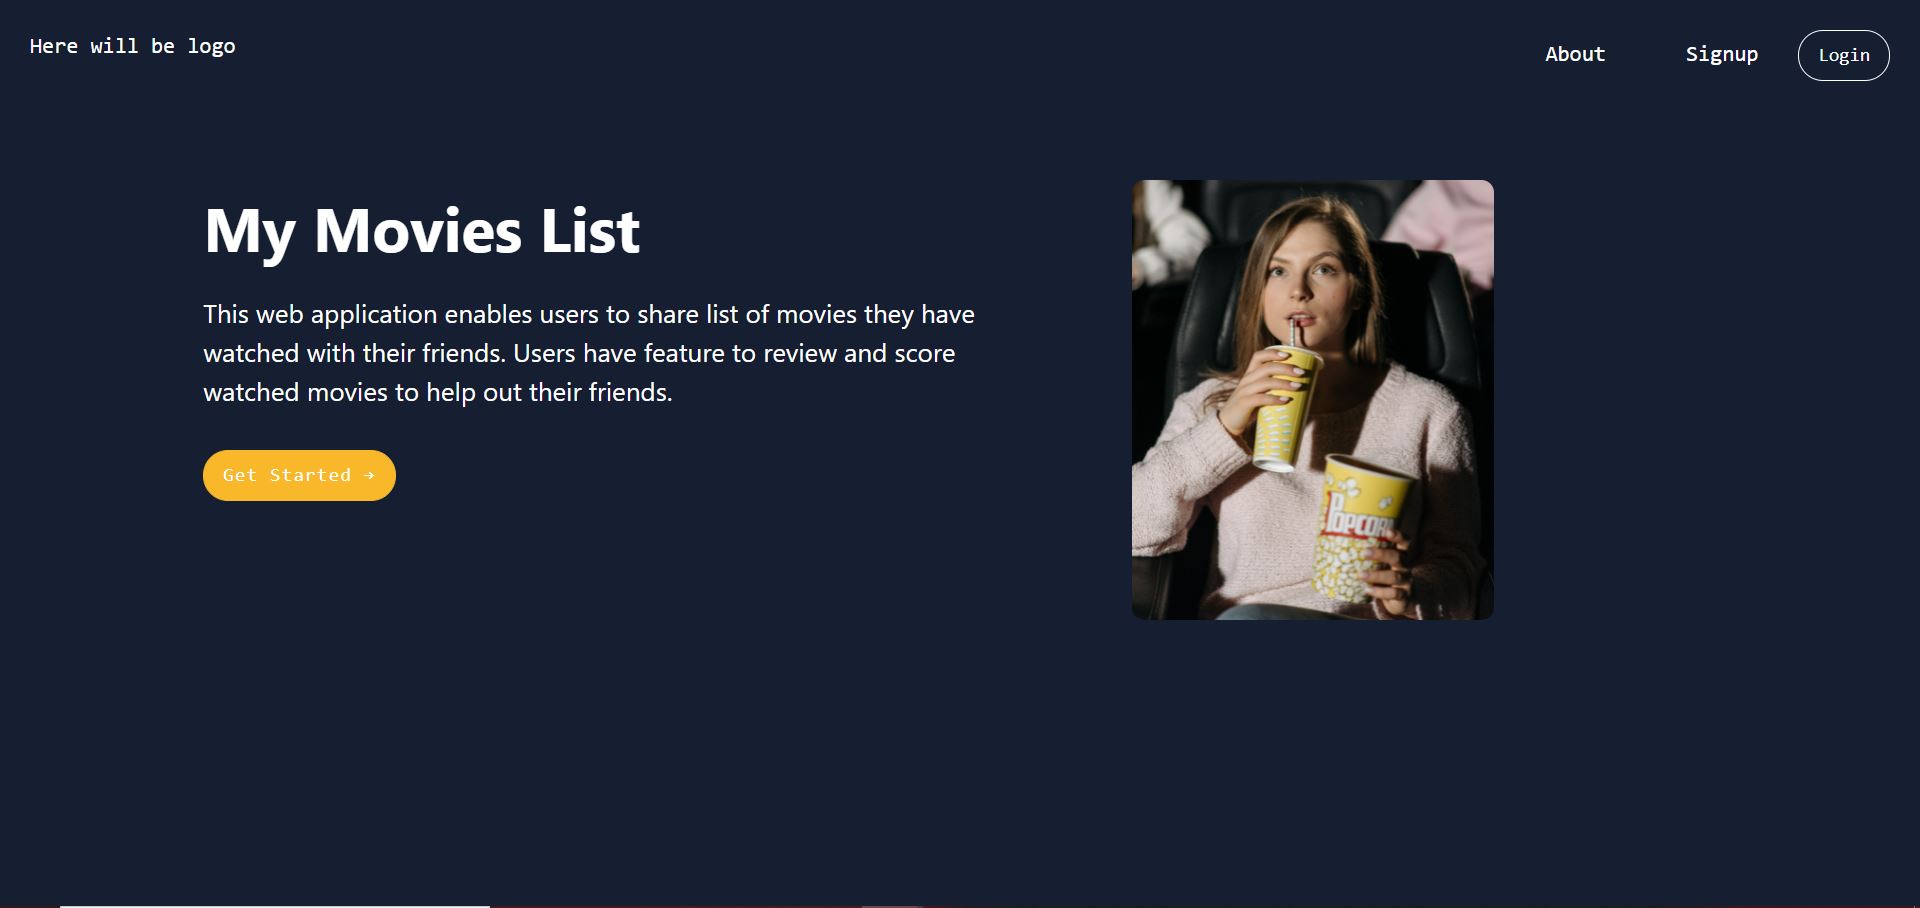 Here will be logo
About Signup Login
My Movies List
This web application enables users to share list of movies they have
watched with their friends. Users have feature to review and score
watched movies to help out their friends.
Get Started →
POPCORN